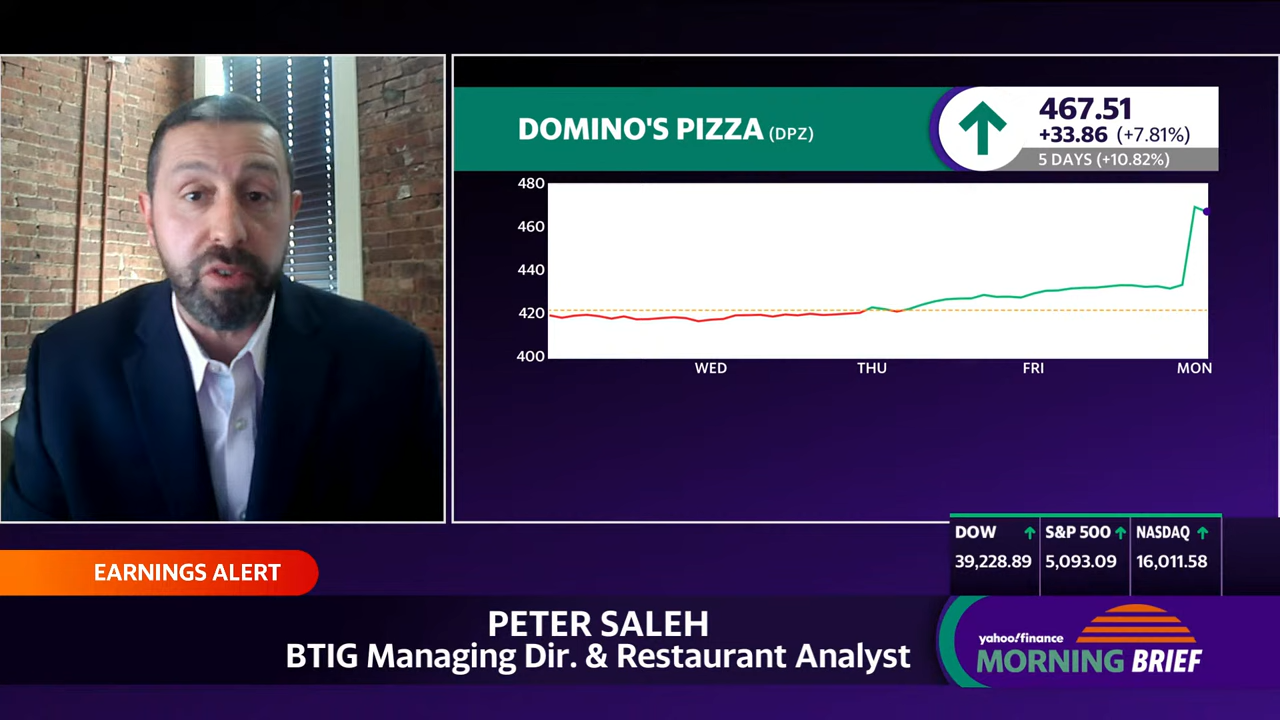 DOMINO'S PIZZA (DPZ)
467.51
+33.86 (+7.81%)
5 DAYS (+10.82%)
480
460
440
420
400
WED THU FRI MON
DOW S&P 500 NASDAQ
39,228.89 5,093.09 16,011.58
EARNINGS ALERT
PETER SALEH
BTIG Managing Dir. & Restaurant Analyst
yahoo!finance
MORNING BRIEF